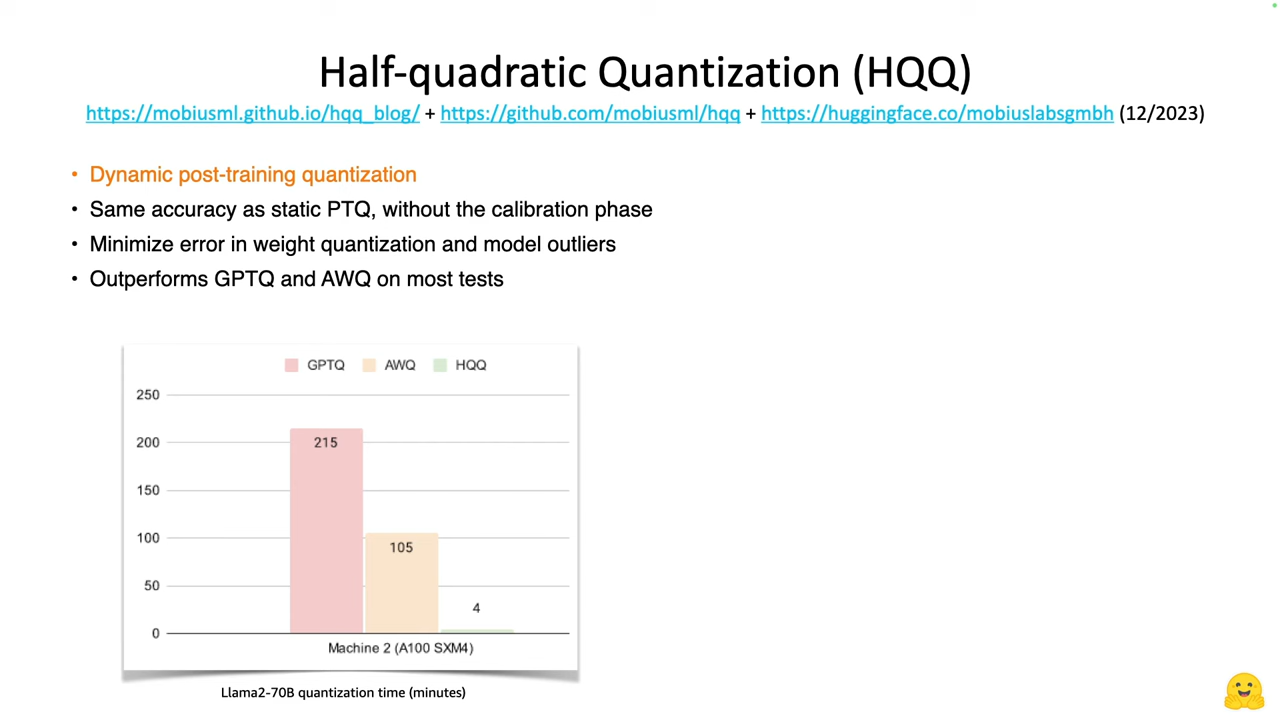 Half-quadratic Quantization (HQQ)
https://mobiusml.github.io/hqq_blog/ + https://github.com/mobiusml/hqq + https://huggingface.co/mobiuslabsgmbh (12/2023)
• Dynamic post-training quantization
• Same accuracy as static PTQ, without the calibration phase
• Minimize error in weight quantization and model outliers
• Outperforms GPTQ and AWQ on most tests
GPTQ AWQ HQQ
250
200
150
100
50
0
215
105
4
Machine 2 (A100 SXM4)
Llama2-70B quantization time (minutes)